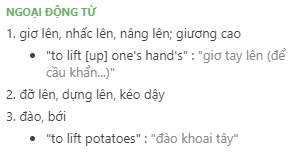 NGOẠI ĐỘNG TỪ
1. giơ lên, nhấc lên, nâng lên; giương cao
• "to lift [up] one's hand's" : "giơ tay lên (để
cầu khẩn...)"
2. đỡ lên, dựng lên, kéo dậy
3. đào, bới
• "to lift potatoes" : "đào khoai tây"